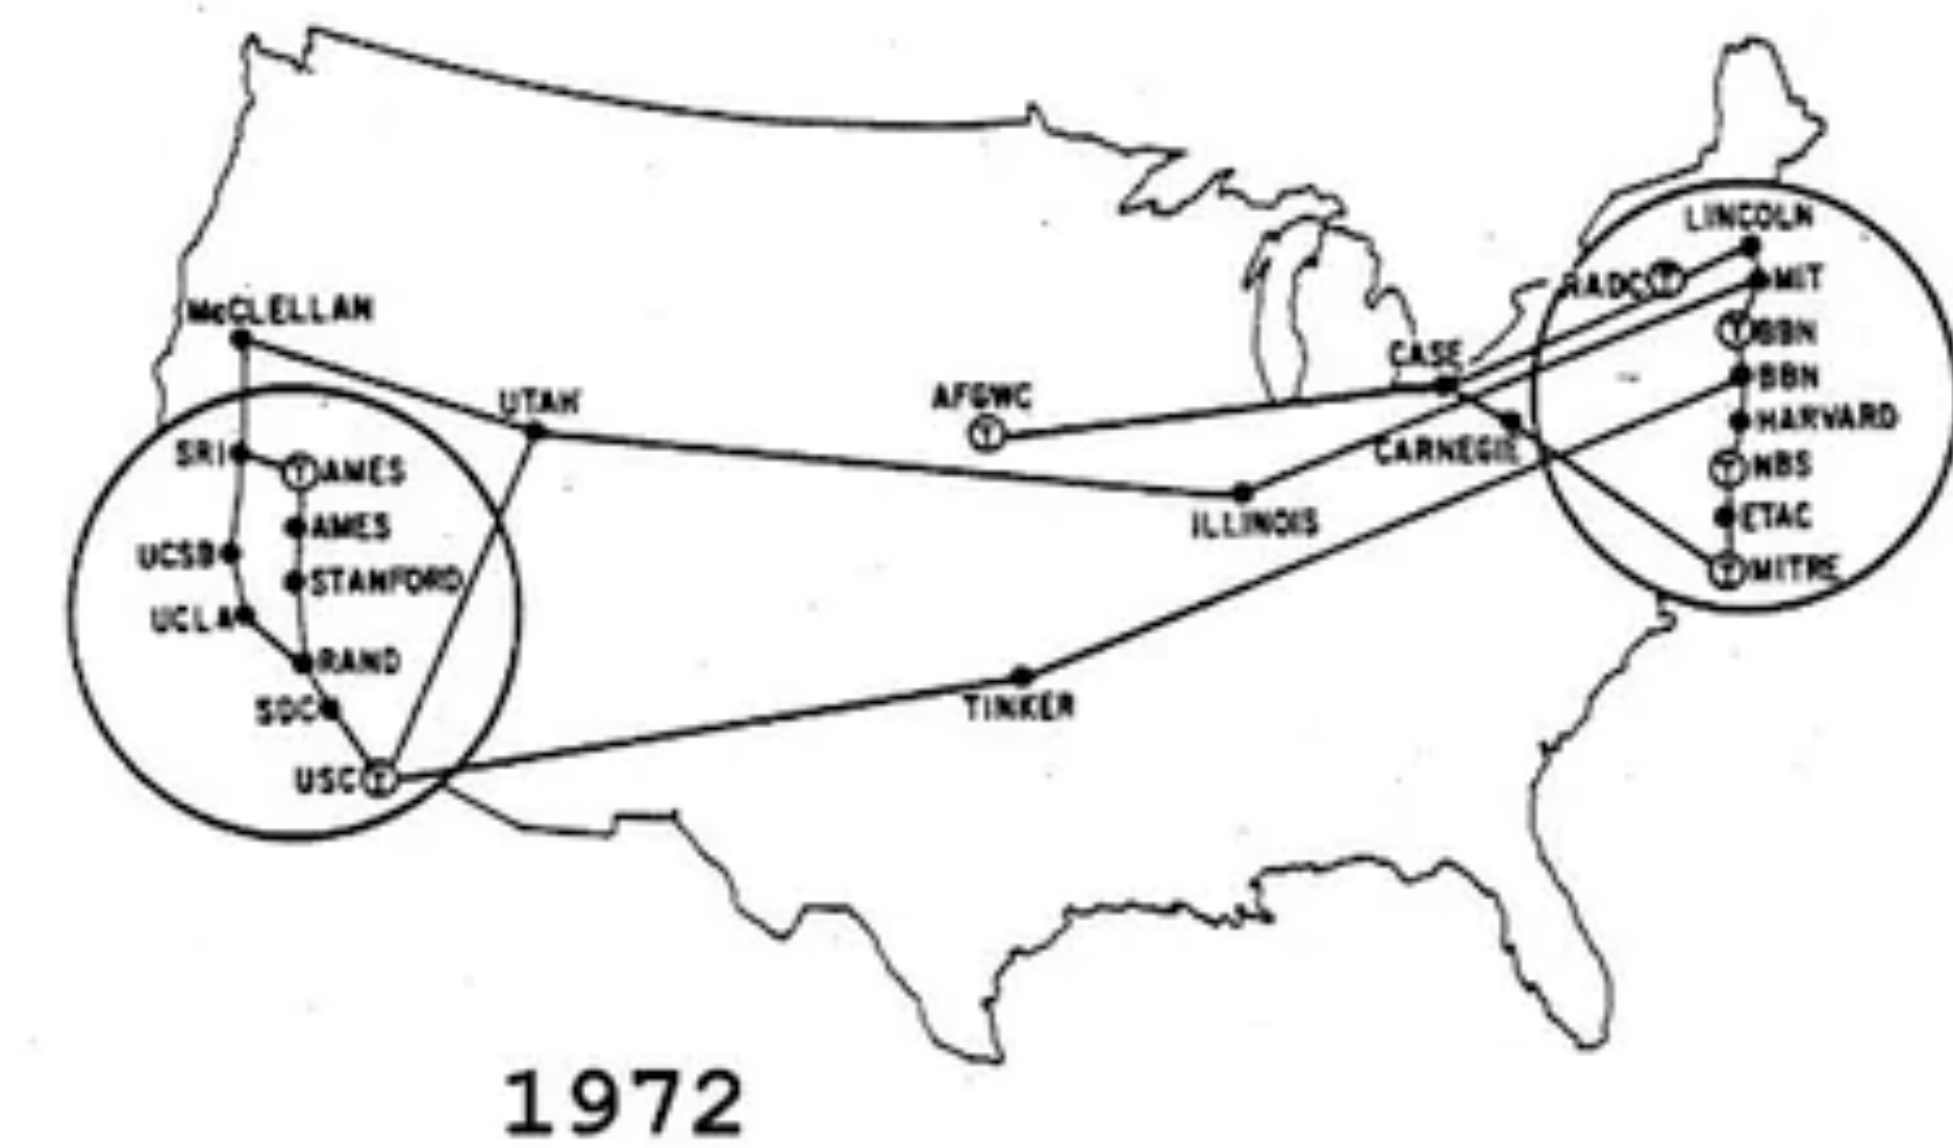 LINCOLN
RADC T
MIT
McCLELLAN
T BBN
CASE
BBN
UTAH
AFGWC
T
HARVARD
CARNEGIE
SRI
T AMES
T NBS
ILLINOIS
AMES
ETAC
UCSB
STANFORD
T MITRE
UCLA
RAND
SDC
TINKER
USC T
1972